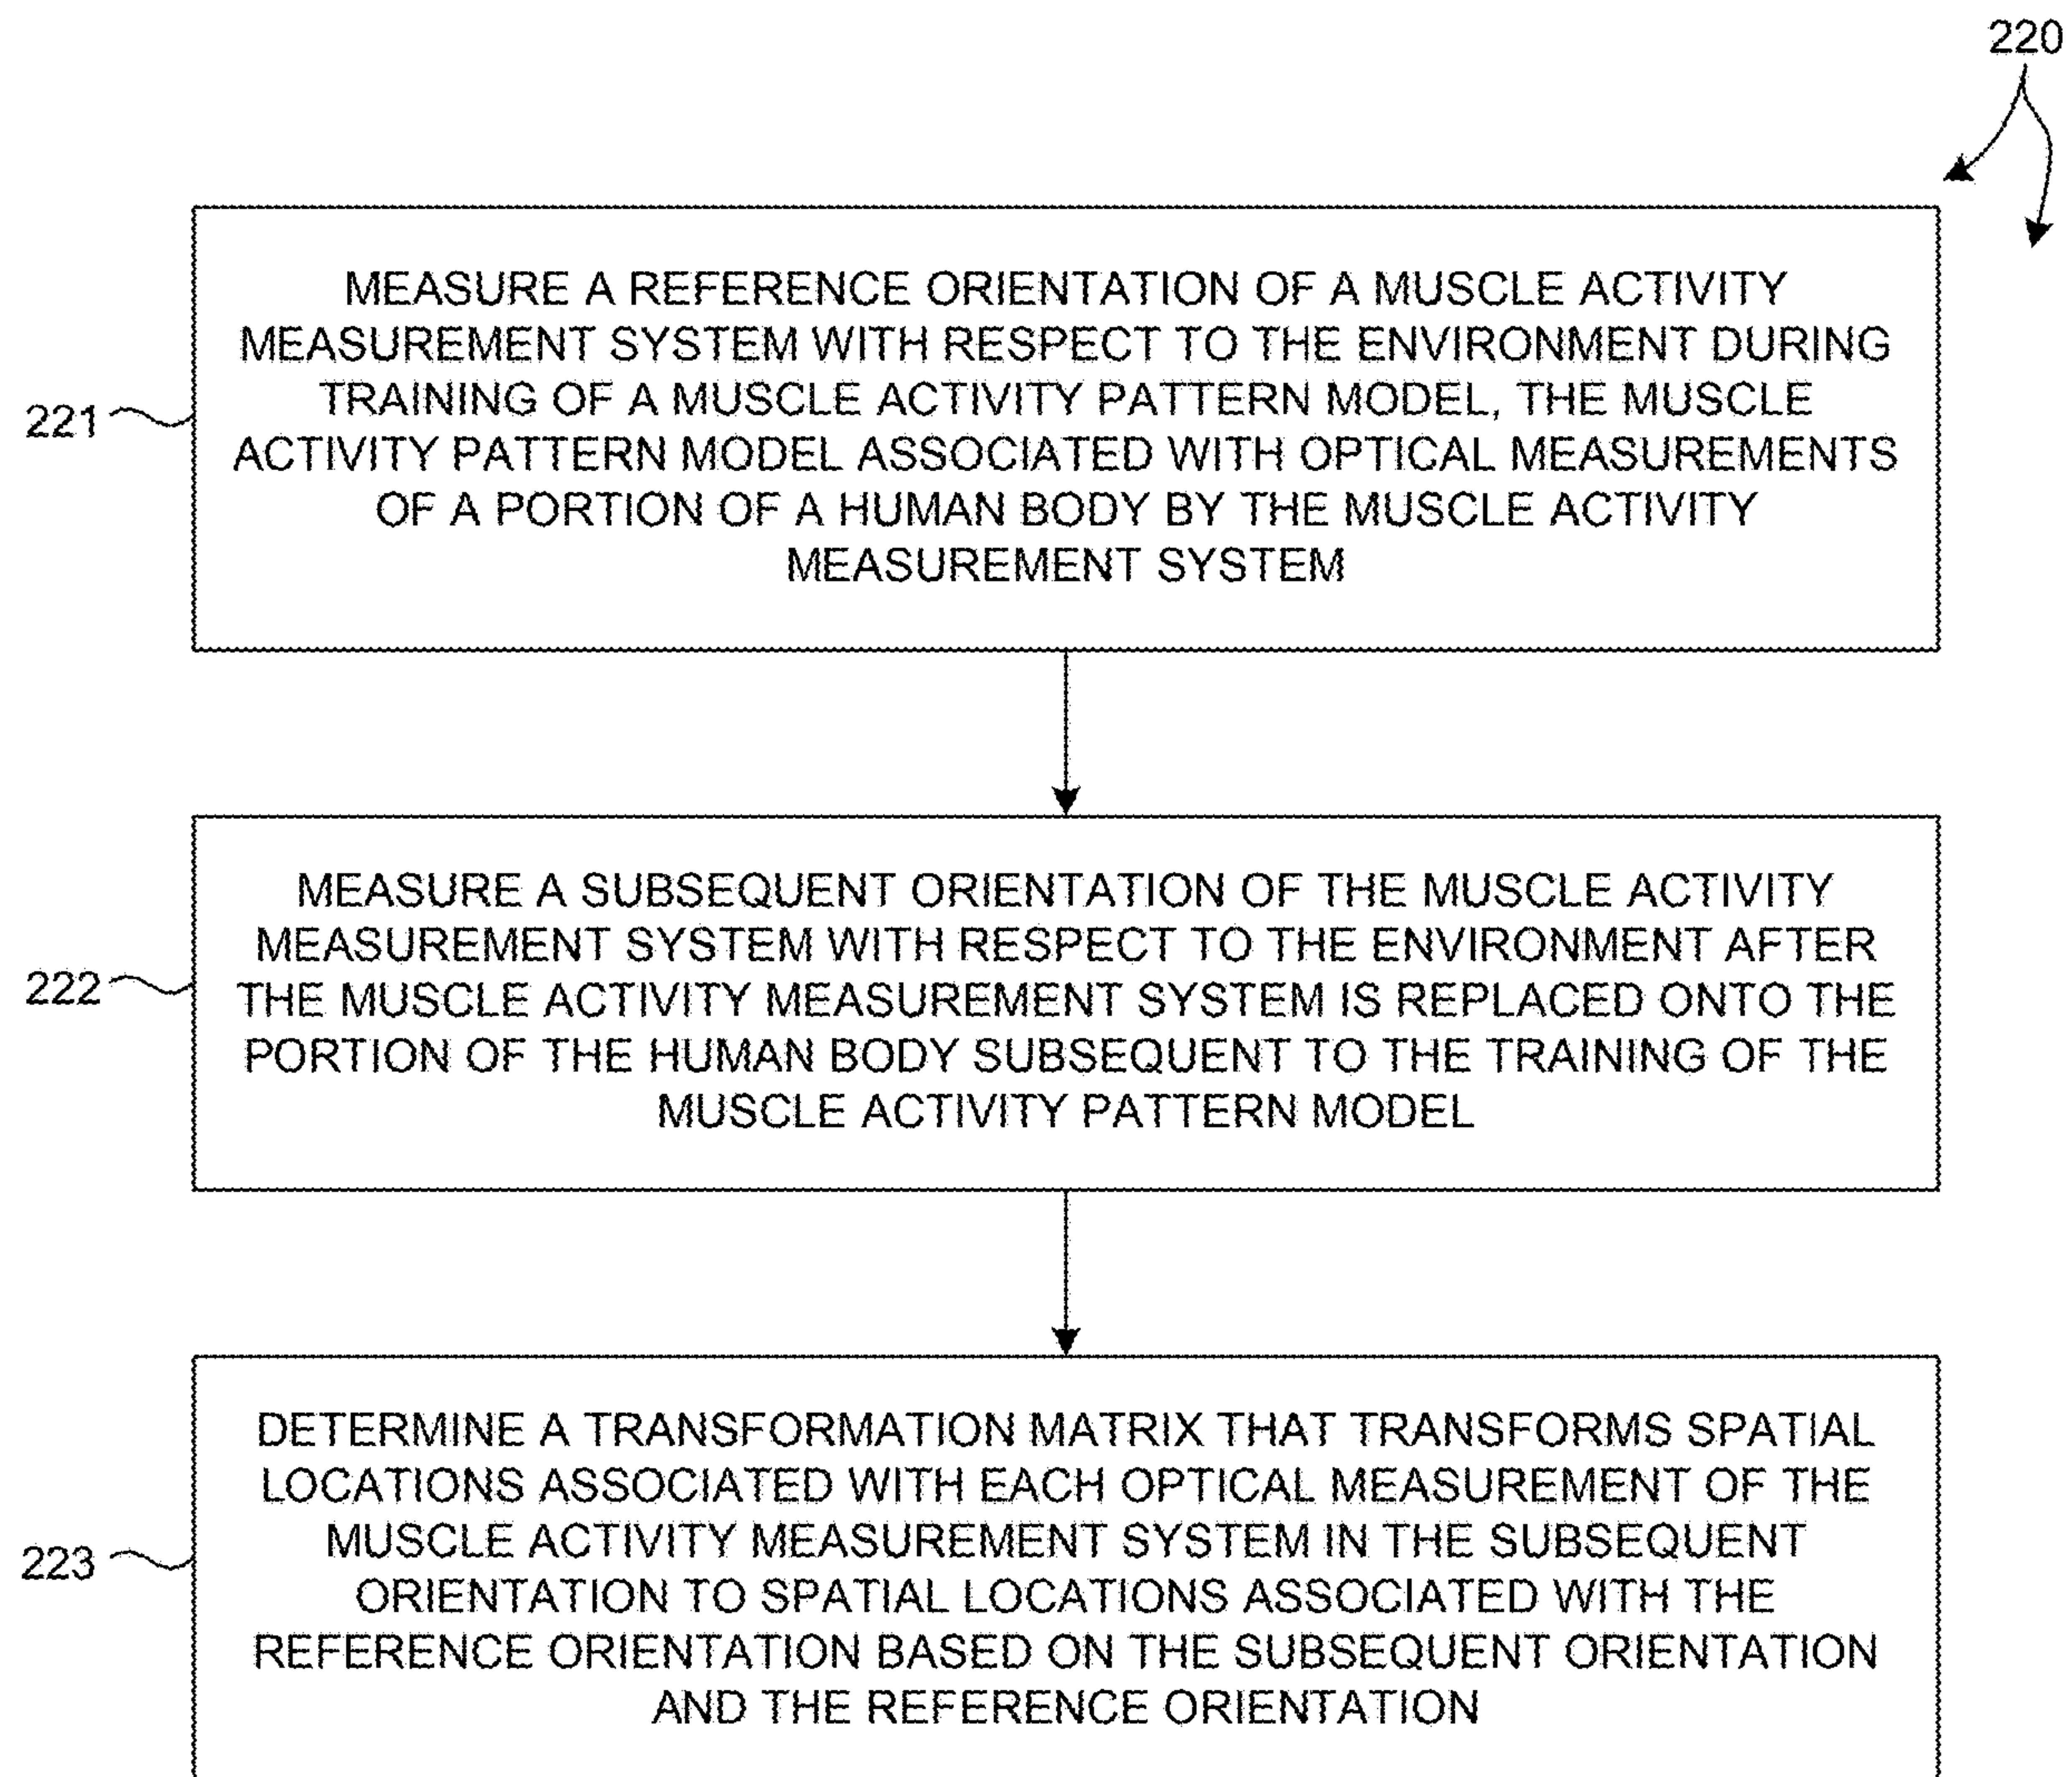 220
MEASURE A REFERENCE ORIENTATION OF A MUSCLE ACTIVITY
MEASUREMENT SYSTEM WITH RESPECT TO THE ENVIRONMENT DURING
TRAINING OF A MUSCLE ACTIVITY PATTERN MODEL, THE MUSCLE
ACTIVITY PATTERN MODEL ASSOCIATED WITH OPTICAL MEASUREMENTS
OF A PORTION OF A HUMAN BODY BY THE MUSCLE ACTIVITY
MEASUREMENT SYSTEM
221
MEASURE A SUBSEQUENT ORIENTATION OF THE MUSCLE ACTIVITY
MEASUREMENT SYSTEM WITH RESPECT TO THE ENVIRONMENT AFTER
THE MUSCLE ACTIVITY MEASUREMENT SYSTEM IS REPLACED ONTO THE
PORTION OF THE HUMAN BODY SUBSEQUENT TO THE TRAINING OF THE
MUSCLE ACTIVITY PATTERN MODEL
222
DETERMINE A TRANSFORMATION MATRIX THAT TRANSFORMS SPATIAL
LOCATIONS ASSOCIATED WITH EACH OPTICAL MEASUREMENT OF THE
MUSCLE ACTIVITY MEASUREMENT SYSTEM IN THE SUBSEQUENT
ORIENTATION TO SPATIAL LOCATIONS ASSOCIATED WITH THE
REFERENCE ORIENTATION BASED ON THE SUBSEQUENT ORIENTATION
AND THE REFERENCE ORIENTATION
223